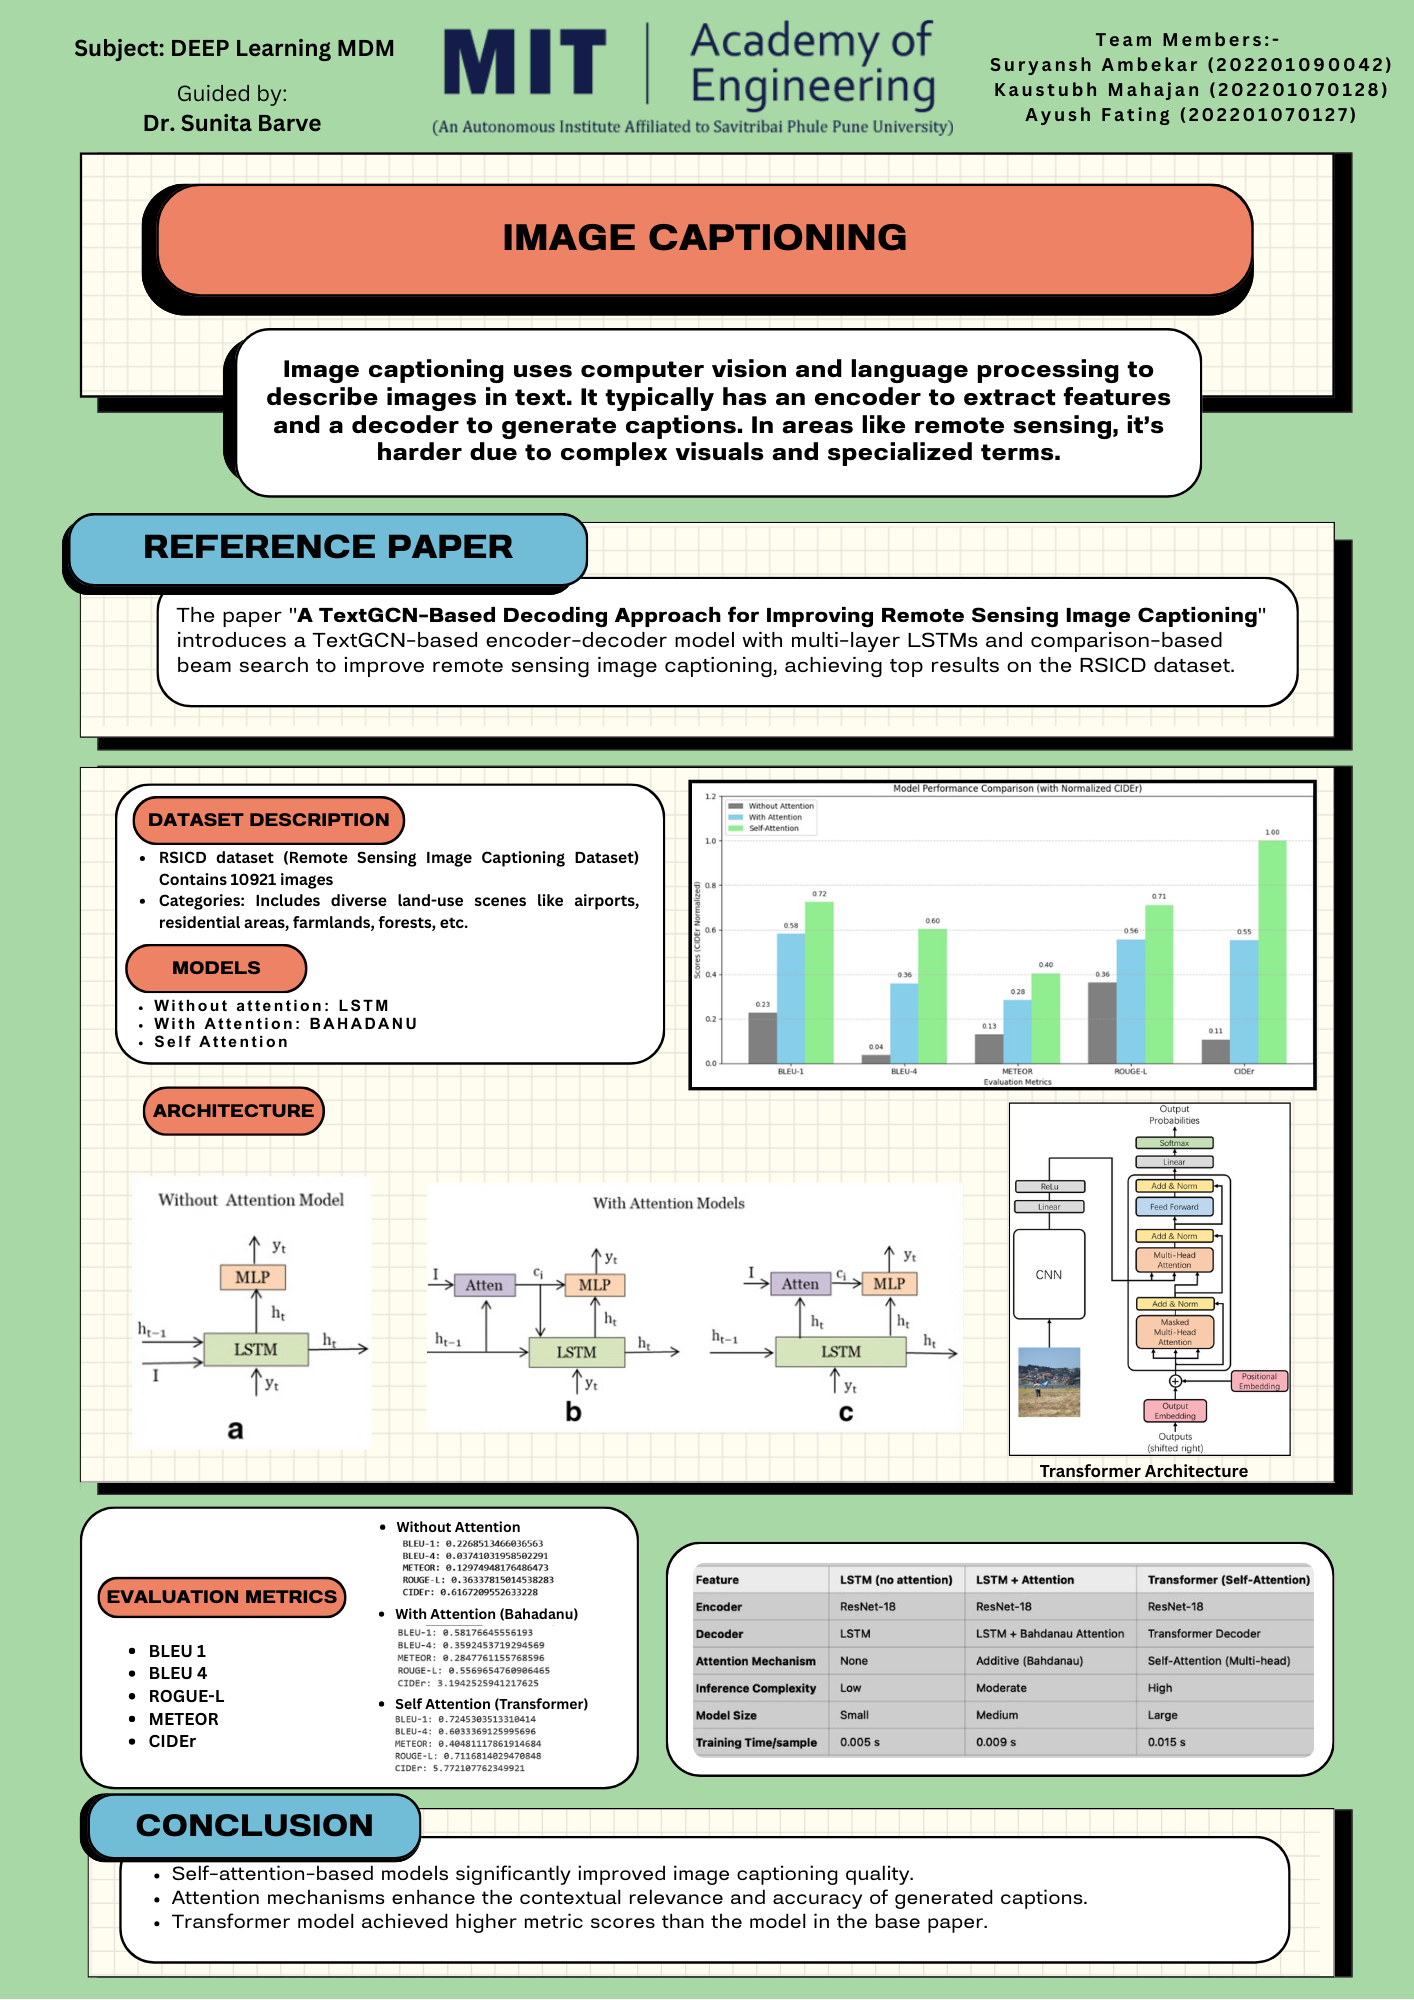 Subject: DEEP Learning MDM
Guided by:
Dr. Sunita Barve
MIT
Academy of
Engineering
(An Autonomous Institute Affiliated to Savitribai Phule Pune University)
Team Members:-
Suryansh Ambekar (202201090042)
Kaustubh Mahajan (202201070128)
Ayush Fating (202201070127)
IMAGE CAPTIONING
Image captioning uses computer vision and language processing to
describe images in text. It typically has an encoder to extract features
and a decoder to generate captions. In areas like remote sensing, it's
harder due to complex visuals and specialized terms.
REFERENCE PAPER
The paper "A TextGCN-Based Decoding Approach for Improving Remote Sensing Image Captioning"
introduces a TextGCN-based encoder-decoder model with multi-layer LSTMs and comparison-based
beam search to improve remote sensing image captioning, achieving top results on the RSICD dataset.
DATASET DESCRIPTION
• RSICD dataset (Remote Sensing Image Captioning Dataset)
Contains 10921 images
• Categories: Includes diverse land-use scenes like airports,
residential areas, farmlands, forests, etc.
MODELS
• Without attention: LSTM
• With Attention: BAHADANU
• Self Attention
Model Performance Comparison (with Normalized CIDEr)
Without Attention
With Attention
Self-Attention
Scores (CIDEr Normalized)
1.2
1.0
0.8
0.6
0.4
0.2
0.0
0.23
0.58
0.72
0.04
0.36
0.60
0.13
0.28
0.40
0.36
0.56
0.71
0.11
0.55
1.00
BLEU-1
BLEU-4
METEOR
ROUGE-L
CIDEr
Evaluation Metrics
ARCHITECTURE
Without Attention Model
yt
MLP
ht
ht−1
LSTM
ht
I
yt
a
With Attention Models
I
Atten
ci
MLP
yt
ht
ht−1
LSTM
ht
yt
b
I
Atten
ci
MLP
yt
ht
ht
ht−1
LSTM
ht
yt
c
Output
Probabilities
Softmax
Linear
Add & Norm
Feed Forward
Add & Norm
Multi-Head
Attention
Add & Norm
Masked
Multi-Head
Attention
ReLu
Linear
CNN
Positional
Embedding
Output
Embedding
Outputs
(shifted right)
Transformer Architecture
EVALUATION METRICS
• BLEU 1
• BLEU 4
• ROGUE-L
• METEOR
• CIDEr
• Without Attention
BLEU-1: 0.2268513466036563
BLEU-4: 0.03741031958502291
METEOR: 0.12974948176486473
ROUGE-L: 0.36337815014538283
CIDEr: 0.6167209552633228
• With Attention (Bahadanu)
BLEU-1: 0.58176645556193
BLEU-4: 0.3592453719294569
METEOR: 0.2847761155768596
ROUGE-L: 0.5569654760906465
CIDEr: 3.1942525941217625
• Self Attention (Transformer)
BLEU-1: 0.7245303513310414
BLEU-4: 0.6033369125995696
METEOR: 0.40481117861914684
ROUGE-L: 0.7116814029470848
CIDEr: 5.772107762349921
Feature LSTM (no attention) LSTM + Attention Transformer (Self-Attention)
Encoder ResNet-18 ResNet-18 ResNet-18
Decoder LSTM LSTM + Bahdanau Attention Transformer Decoder
Attention Mechanism None Additive (Bahdanau) Self-Attention (Multi-head)
Inference Complexity Low Moderate High
Model Size Small Medium Large
Training Time/sample 0.005 s 0.009 s 0.015 s
CONCLUSION
• Self-attention-based models significantly improved image captioning quality.
• Attention mechanisms enhance the contextual relevance and accuracy of generated captions.
• Transformer model achieved higher metric scores than the model in the base paper.